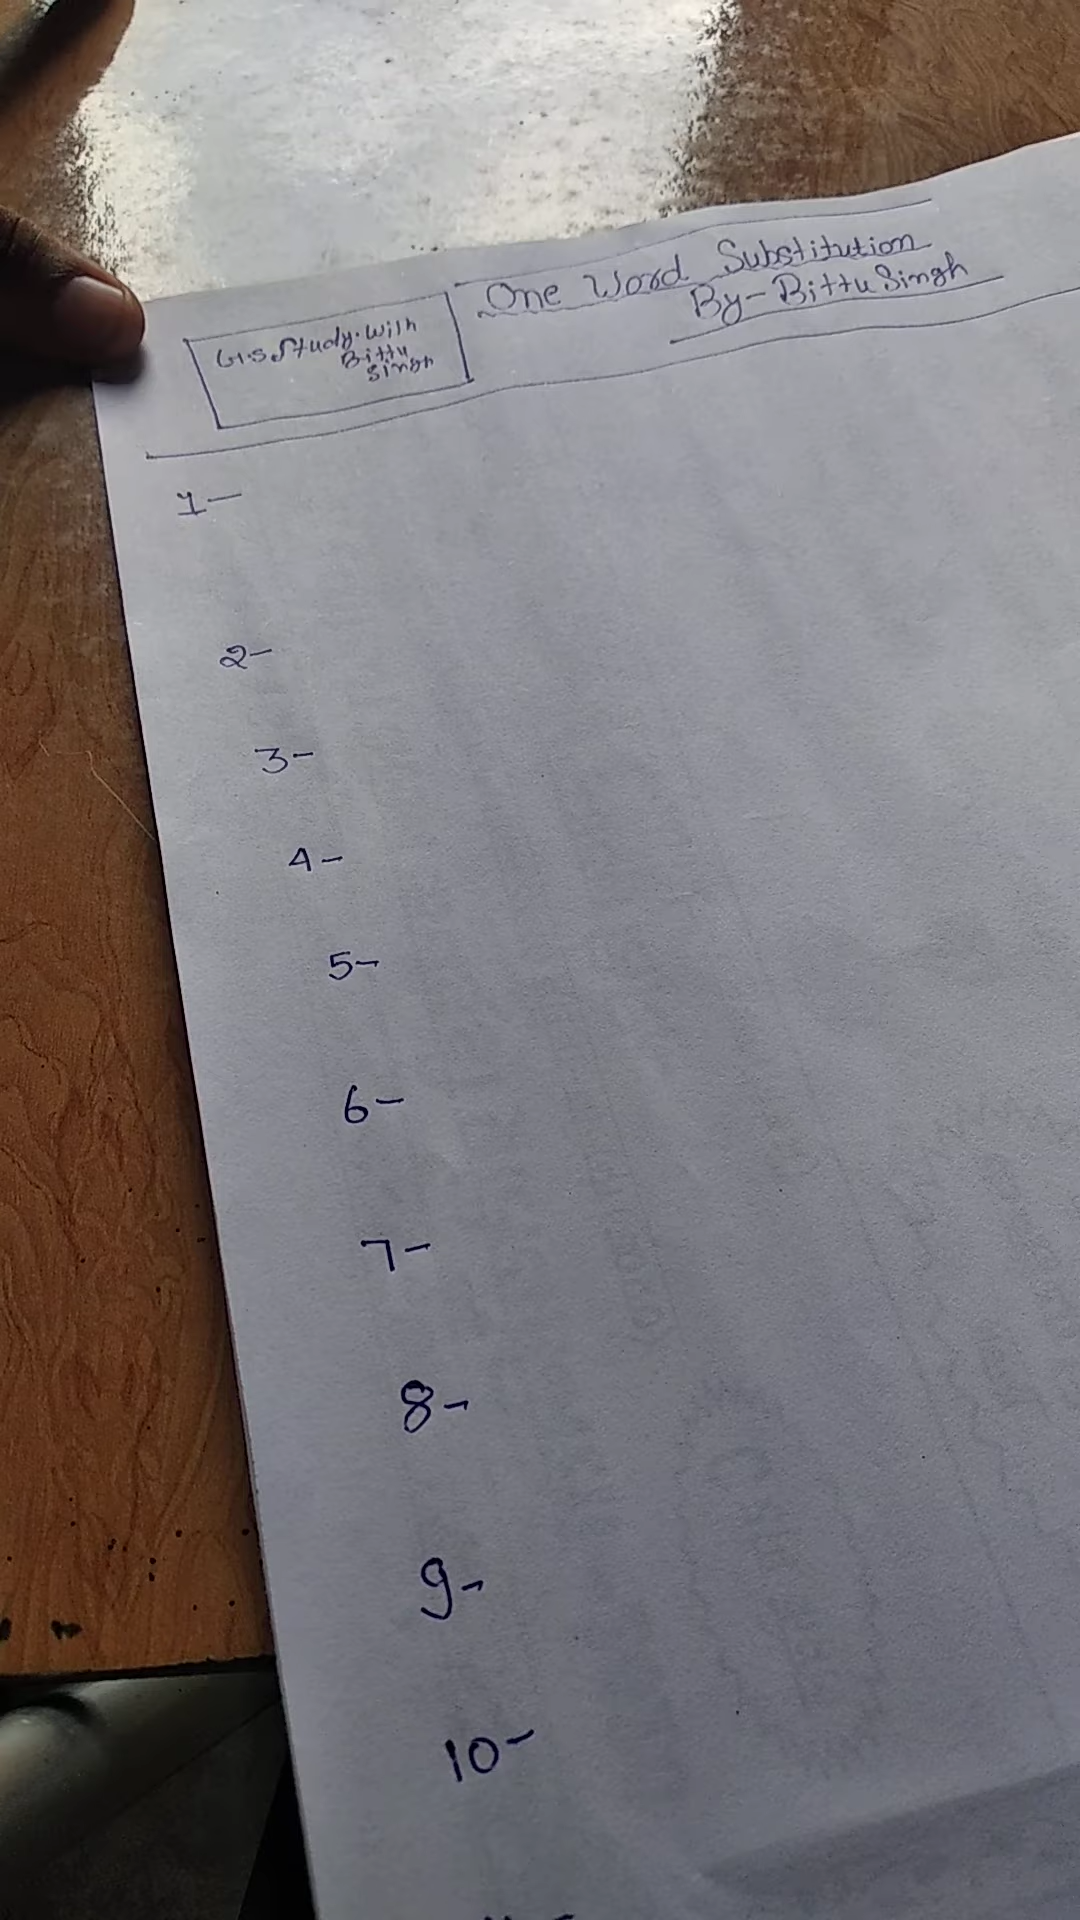 One Word Substitution
By-Bittu Singh
G.S Study.With
Bittu
Singh
1-
2-
3-
4-
5-
6-
7-
8-
9-
10-